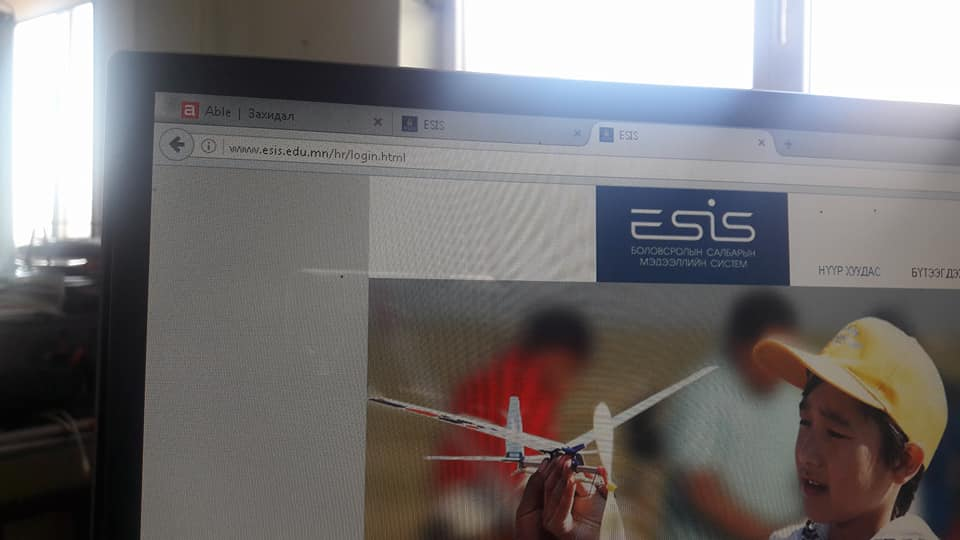 a Able | Захидал
ESIS
ESIS
www.esis.edu.mn/hr/login.html
ESIS
БОЛОВСРОЛЫН САЛБАРЫН
МЭДЭЭЛЛИЙН СИСТЕМ
НҮҮР ХУУДАС